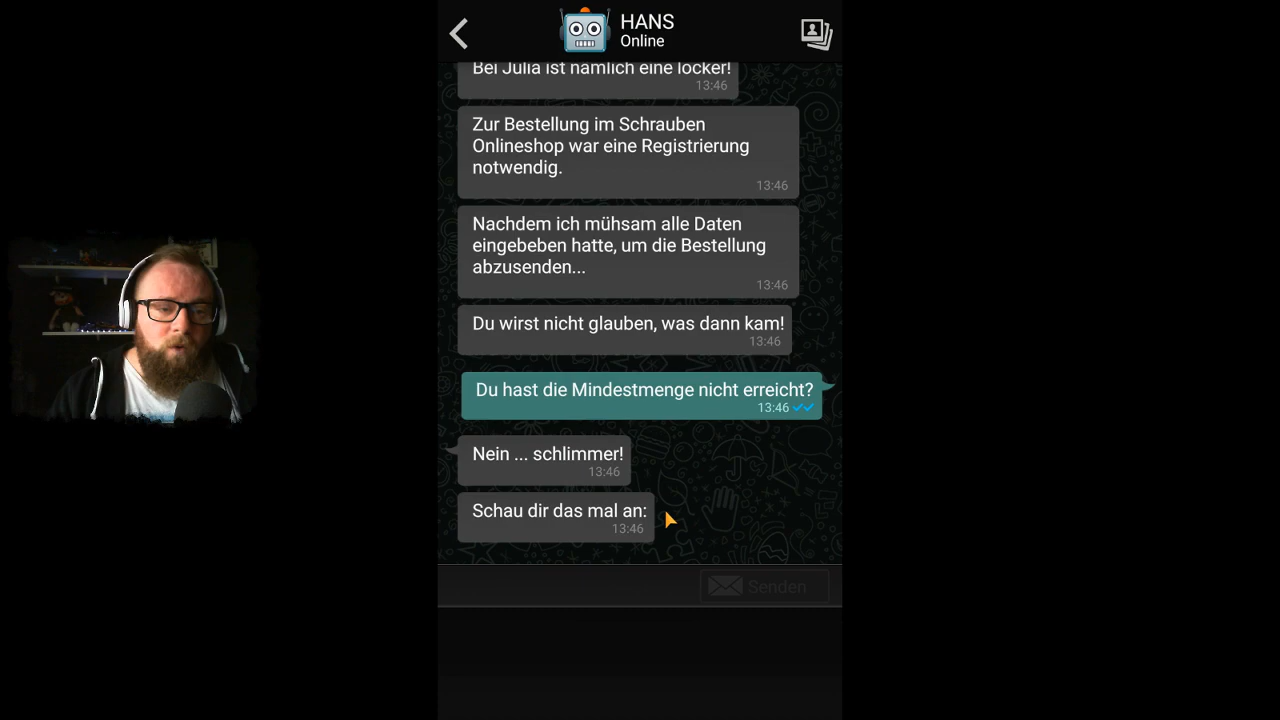 HANS
Online
Bei Julia ist nämlich eine locker!
13:46
Zur Bestellung im Schrauben
Onlineshop war eine Registrierung
notwendig.
13:46
Nachdem ich mühsam alle Daten
eingebeben hatte, um die Bestellung
abzusenden...
13:46
Du wirst nicht glauben, was dann kam!
13:46
Du hast die Mindestmenge nicht erreicht?
13:46
Nein ... schlimmer!
13:46
Schau dir das mal an:
13:46
Senden